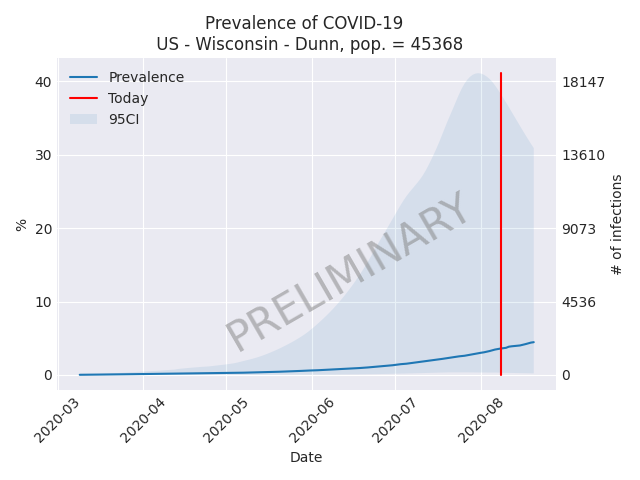 Prevalence of COVID-19
US - Wisconsin - Dunn, pop. = 45368
Prevalence
Today
95CI
40
30
20
10
0
%
18147
13610
9073
4536
0
# of infections
PRELIMINARY
2020-03
2020-04
2020-05
2020-06
2020-07
2020-08
Date